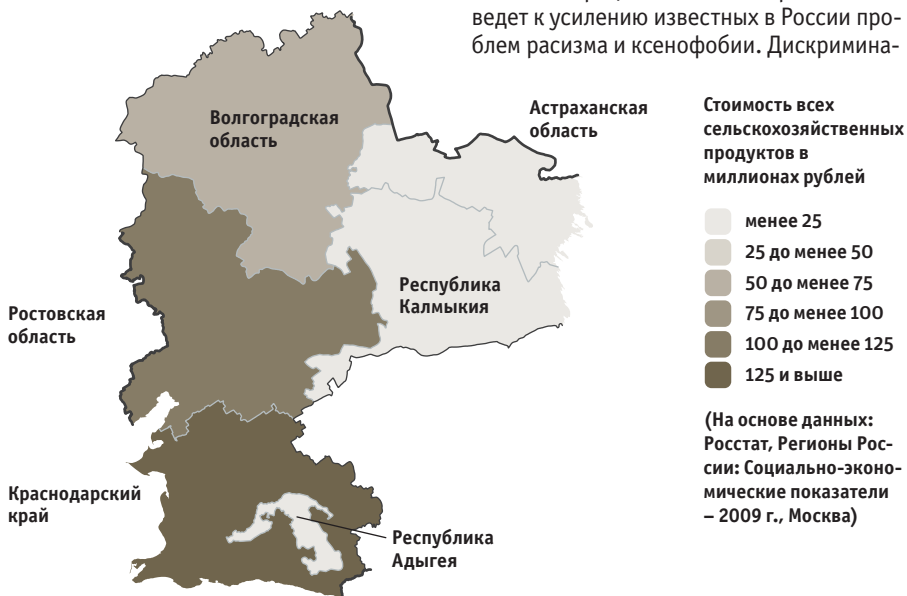 ведет к усилению известных в России про-
блем расизма и ксенофобии. Дискримина-
Волгоградская
область
Астраханская
область
Республика
Калмыкия
Ростовская
область
Краснодарский
край
Республика
Адыгея
Стоимость всех
сельскохозяйственных
продуктов в
миллионах рублей
менее 25
25 до менее 50
50 до менее 75
75 до менее 100
100 до менее 125
125 и выше
(На основе данных:
Росстат, Регионы Рос-
сии: Социально-эконо-
мические показатели
– 2009 г., Москва)